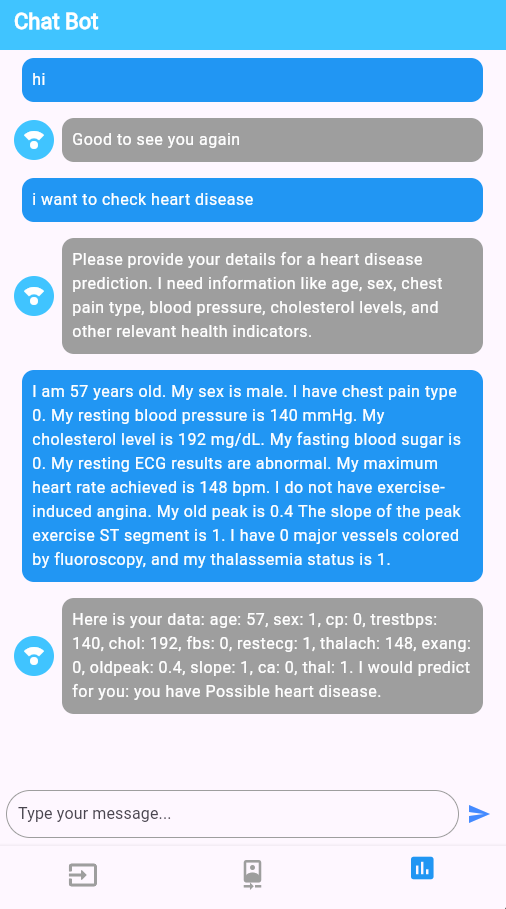 Chat Bot
hi
Good to see you again
i want to check heart disease
Please provide your details for a heart disease
prediction. I need information like age, sex, chest
pain type, blood pressure, cholesterol levels, and
other relevant health indicators.
I am 57 years old. My sex is male. I have chest pain type
0. My resting blood pressure is 140 mmHg. My
cholesterol level is 192 mg/dL. My fasting blood sugar is
0. My resting ECG results are abnormal. My maximum
heart rate achieved is 148 bpm. I do not have exercise-
induced angina. My old peak is 0.4 The slope of the peak
exercise ST segment is 1. I have 0 major vessels colored
by fluoroscopy, and my thalassemia status is 1.
Here is your data: age: 57, sex: 1, cp: 0, trestbps:
140, chol: 192, fbs: 0, restecg: 1, thalach: 148, exang:
0, oldpeak: 0.4, slope: 1, ca: 0, thal: 1. I would predict
for you: you have Possible heart disease.
Type your message...